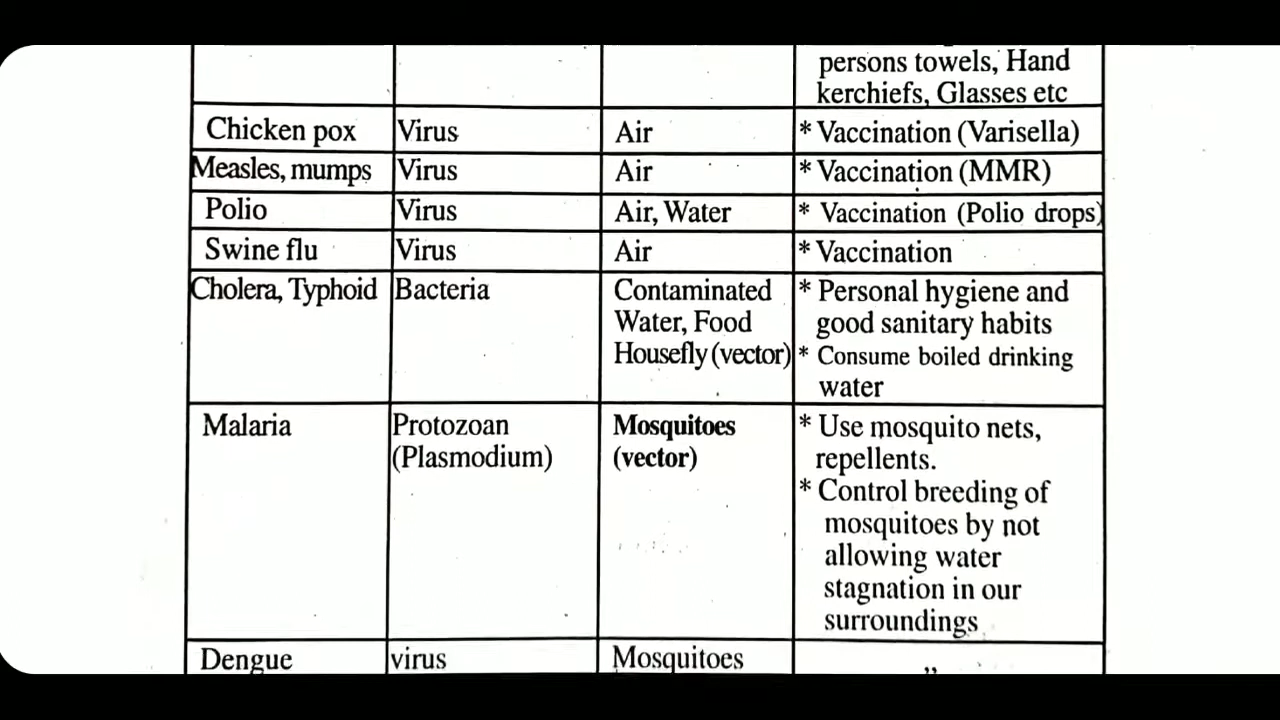 persons towels, Hand
kerchiefs, Glasses etc
Chicken pox Virus Air * Vaccination (Varisella)
Measles, mumps Virus Air * Vaccination (MMR)
Polio Virus Air, Water * Vaccination (Polio drops)
Swine flu Virus Air * Vaccination
Cholera, Typhoid Bacteria Contaminated * Personal hygiene and
Water, Food good sanitary habits
Housefly (vector) * Consume boiled drinking
water
Malaria Protozoan Mosquitoes * Use mosquito nets,
(Plasmodium) (vector) repellents.
* Control breeding of
mosquitoes by not
allowing water
stagnation in our
surroundings
Dengue virus Mosquitoes ,,